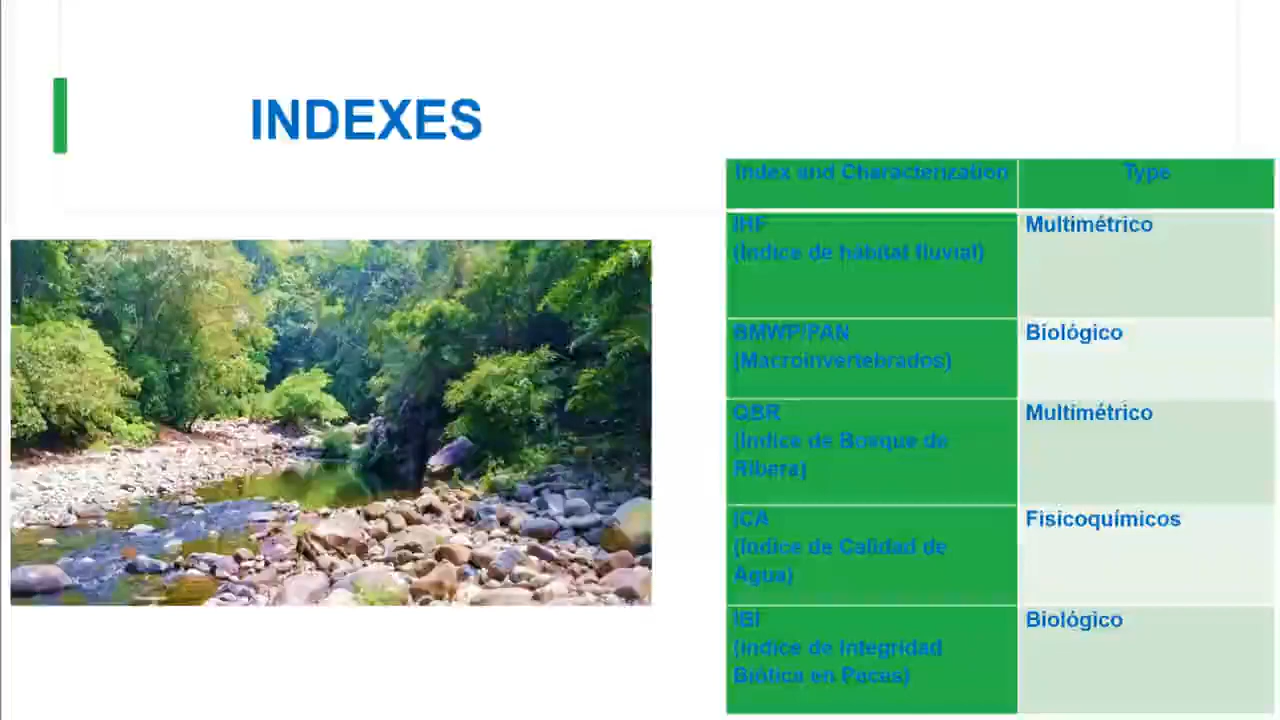 INDEXES
Index and Characterization Type
IHF Multimétrico
(Índice de hábitat fluvial)
BMWP/PAN Biológico
(Macroinvertebrados)
QBR Multimétrico
(Índice de Bosque de
Ribera)
ICA Fisicoquímicos
(Índice de Calidad de
Agua)
IBI Biológico
(índice de Integridad
Biótica en Peces)